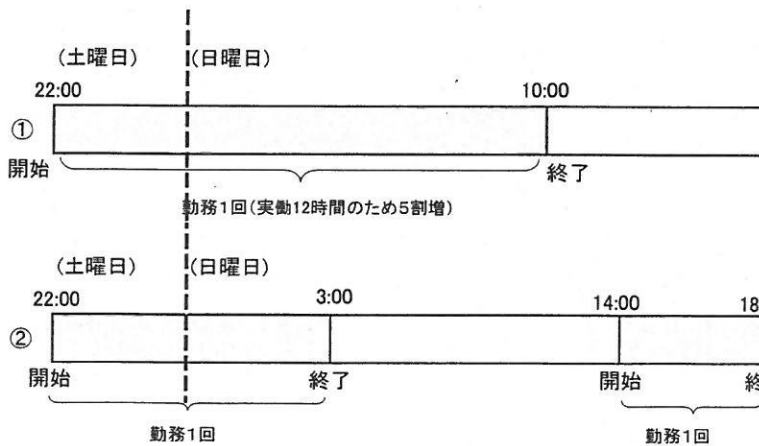 (土曜日) (日曜日)
22:00 10:00
①
開始 終了
勤務1回(実働12時間のため5割増)
(土曜日) (日曜日)
22:00 3:00 14:00 18
②
開始 終了 開始 終
勤務1回 勤務1回